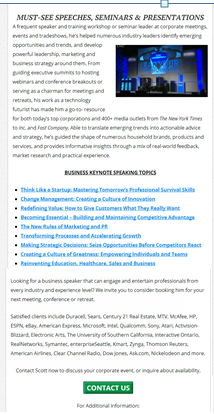 MUST-SEE SPEECHES, SEMINARS & PRESENTATIONS
A frequent speaker and training workshop or seminar leader at corporate meetings,
events and tradeshows, he's helped numerous industry leaders identify emerging
opportunities and trends, and develop
powerful leadership, marketing and
business strategy around them. From
guiding executive summits to hosting
webinars and conference breakouts or
serving as a chairman for meetings and
retreats, his work as a technology
futurist has made him a go-to- resource
for both today's top corporations and 400+ media outlets from The New York Times
to Inc. and Fast Company. Able to translate emerging trends into actionable advice
and strategy, he's guided the shape of numerous household brands, products and
services, and provides informative insights through a mix of real-world feedback,
market research and practical experience.
BUSINESS KEYNOTE SPEAKING TOPICS
Think Like a Startup: Mastering Tomorrow's Professional Survival Skills
Change Management: Creating a Culture of Innovation
Redefining Value: How to Give Customers What They Really Want
Becoming Essential – Building and Maintaining Competitive Advantage
The New Rules of Marketing and PR
Transforming Processes and Accelerating Growth
Making Strategic Decisions: Seize Opportunities Before Competitors React
Creating a Culture of Greatness: Empowering Individuals and Teams
Reinventing Education, Healthcare, Sales and Business
Looking for a business speaker that can engage and entertain professionals from
every industry and experience level? We invite you to consider booking him for your
next meeting, conference or retreat.
Satisfied clients include Duracell, Sears, Century 21 Real Estate, MTV, McAfee, HP,
ESPN, eBay, American Express, Microsoft, Intel, Qualcomm, Sony, Atari, Activision-
Blizzard, Electronic Arts, The University of Southern California, Interactive Ontario,
RealNetworks, Symantec, enterpriseSeattle, Kmart, Zynga, Thomson Reuters,
American Airlines, Clear Channel Radio, Dow Jones, Ask.com, Nickelodeon and more.
Contact Scott now to discuss your corporate event, or inquire about availability.
CONTACT US
For Additional Information: